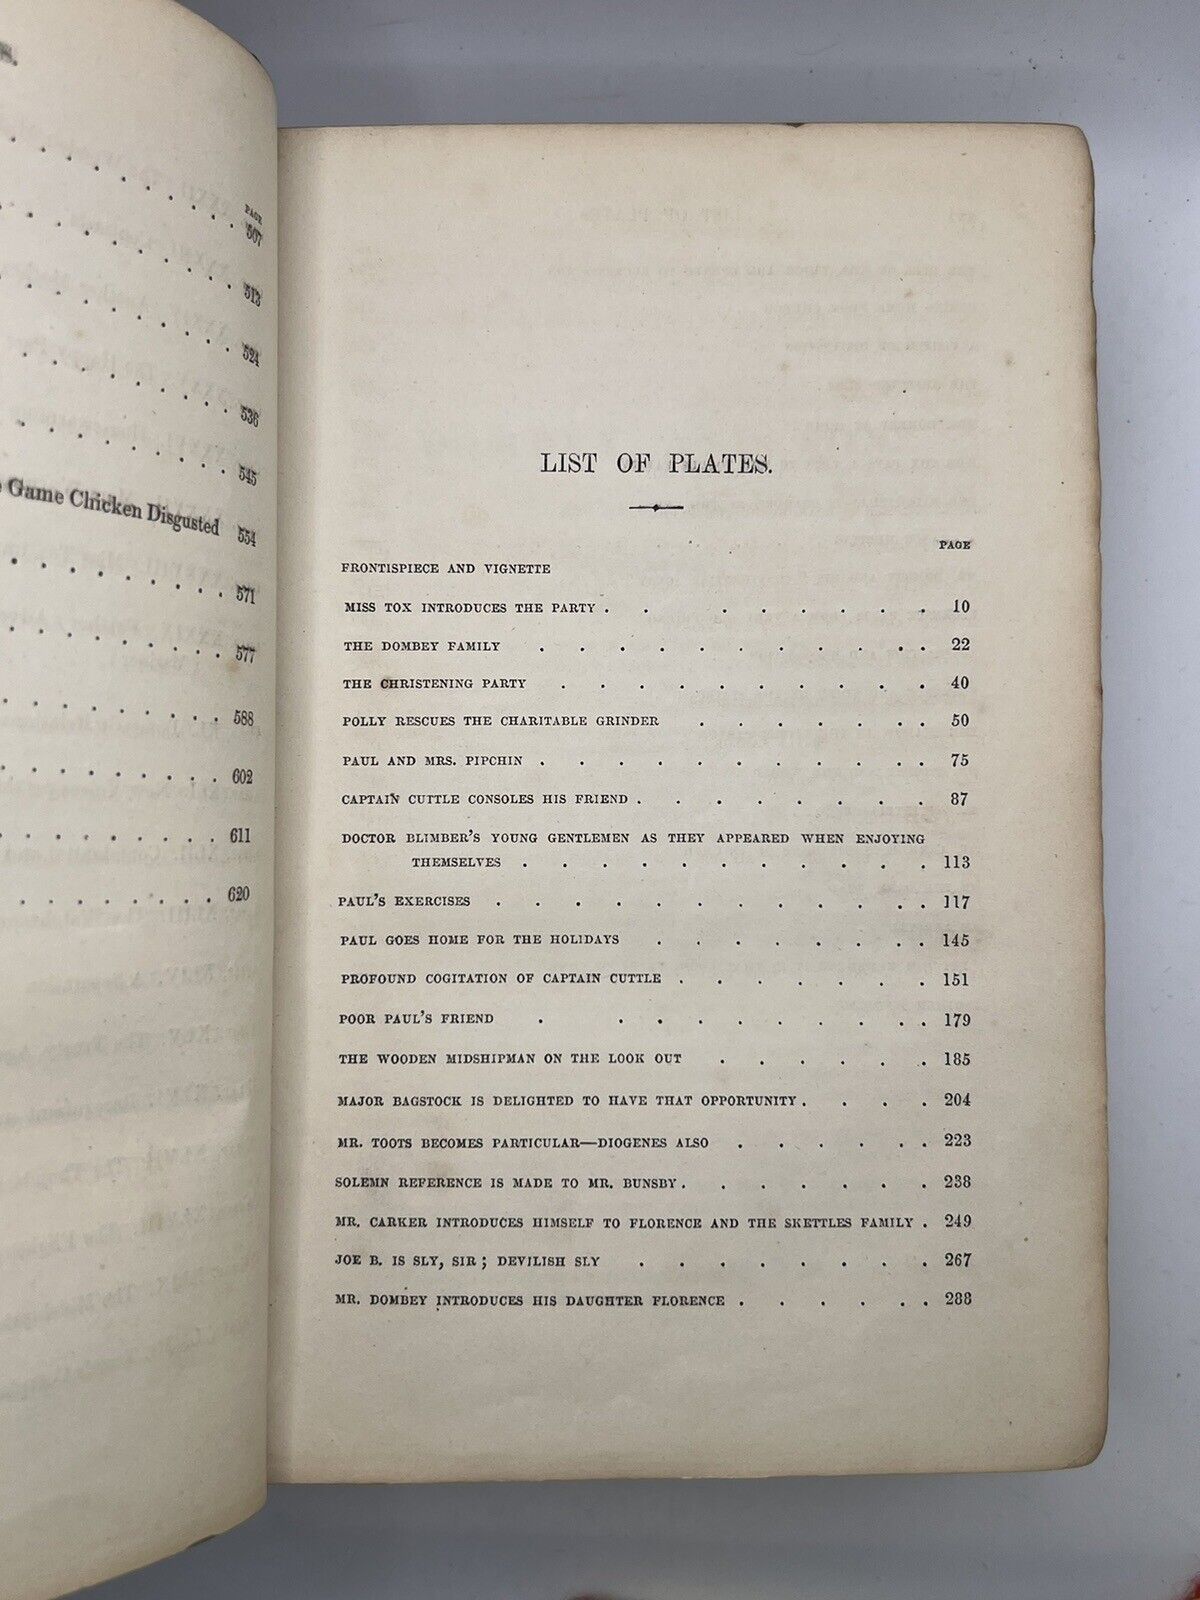 S.
PAGE
507
513
524
536
545
Game Chicken Disgusted 554
571
577
588
602
611
620
LIST OF PLATES.
PAGE
FRONTISPIECE AND VIGNETTE
MISS TOX INTRODUCES THE PARTY . . . . . . . . . 10
THE DOMBEY FAMILY . . . . . . . . . . . 22
THE CHRISTENING PARTY . . . . . . . . . . 40
POLLY RESCUES THE CHARITABLE GRINDER . . . . . . . 50
PAUL AND MRS. PIPCHIN . . . . . . . . . . . 75
CAPTAIN CUTTLE CONSOLES HIS FRIEND . . . . . . . . 87
DOCTOR BLIMBER'S YOUNG GENTLEMEN AS THEY APPEARED WHEN ENJOYING
THEMSELVES . . . . . . . . . . . 113
PAUL'S EXERCISES . . . . . . . . . . . . 117
PAUL GOES HOME FOR THE HOLIDAYS . . . . . . . . 145
PROFOUND COGITATION OF CAPTAIN CUTTLE . . . . . . . 151
POOR PAUL'S FRIEND . . . . . . . . . . 179
THE WOODEN MIDSHIPMAN ON THE LOOK OUT . . . . . . 185
MAJOR BAGSTOCK IS DELIGHTED TO HAVE THAT OPPORTUNITY . . . . 204
MR. TOOTS BECOMES PARTICULAR—DIOGENES ALSO . . . . . . 223
SOLEMN REFERENCE IS MADE TO MR. BUNSBY . . . . . . . 238
MR. CARKER INTRODUCES HIMSELF TO FLORENCE AND THE SKETTLES FAMILY . 249
JOE B. IS SLY, SIR; DEVILISH SLY . . . . . . . . 267
MR. DOMBEY INTRODUCES HIS DAUGHTER FLORENCE . . . . . . 288